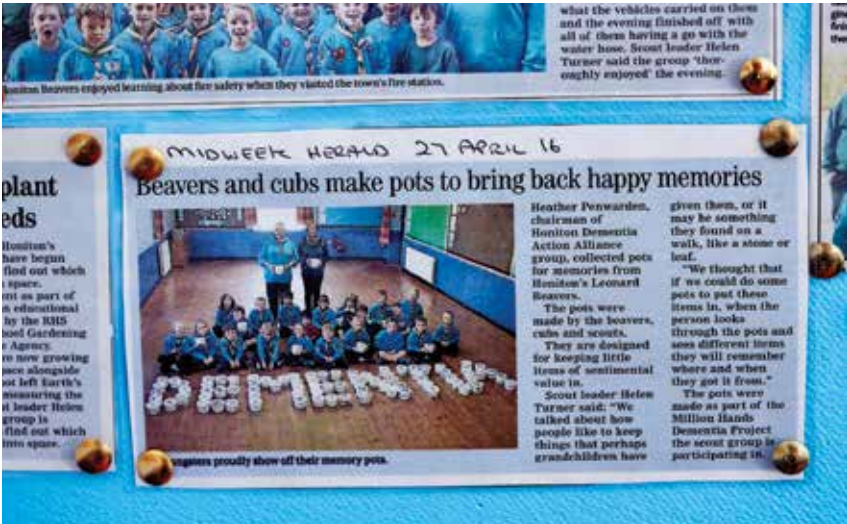 what the vehicles carried on them
and the evening finished off with
all of them having a go with the
water hose. Scout leader Helen
Turner said the group 'thor-
oughly enjoyed' the evening.
Honiton Beavers enjoyed learning about fire safety when they visited the town's fire station.
plant
eds
Honiton's
have begun
find out which
space.
ent as part of
educational
by the RHS
Gardening
Agency.
now growing
alongside
not left Earth's
measuring the
leader Helen
group is
find out which
into space.
MIDWEEK HERALD 27 APRIL 16
Beavers and cubs make pots to bring back happy memories
DEMENTIA
ungsters proudly show off their memory pots.
Heather Penwarden,
chairman of
Honiton Dementia
Action Alliance
group, collected pots
for memories from
Honiton's Leonard
Beavers.
The pots were
made by the beavers,
cubs and scouts.
They are designed
for keeping little
items of sentimental
value in.
Scout leader Helen
Turner said: "We
talked about how
people like to keep
things that perhaps
grandchildren have
given them, or it
may be something
they found on a
walk, like a stone or
leaf.
"We thought that
if we could do some
pots to put these
items in, when the
person looks
through the pots and
sees different items
they will remember
where and when
they got it from."
The pots were
made as part of the
Million Hands
Dementia Project
the scout group is
participating in.